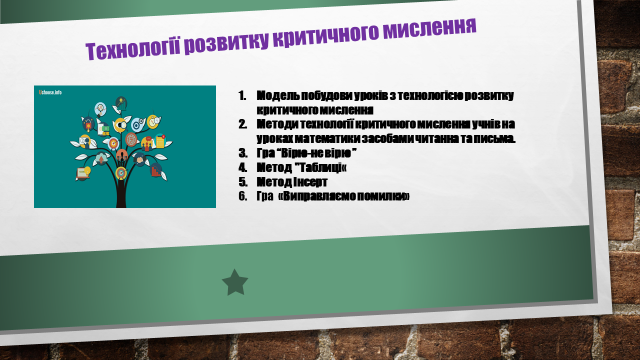 Технології розвитку критичного мислення
Ushauue.info
1. Модель побудови уроків з технологією розвитку
критичного мислення
2. Методи технології критичного мислення учнів на
уроках математики засобами читання та письма.
3. Гра “Вірю-не вірю”
4. Метод "Таблиці«
5. Метод Інсерт
6. Гра «Виправляємо помилки»